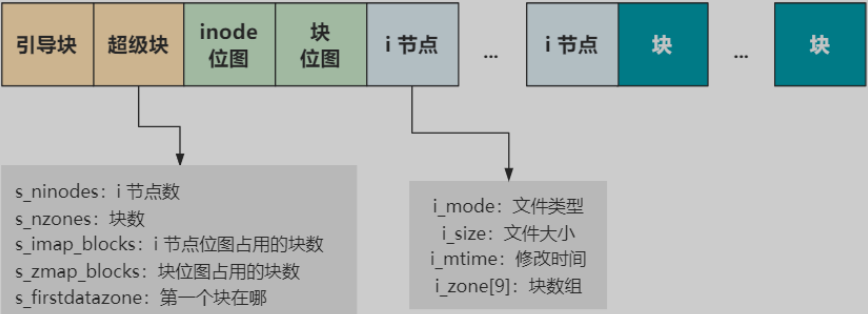 引导块
超级块
inode
位图
块
位图
i 节点
...
i 节点
块
...
块
s_ninodes：i 节点数
s_nzones：块数
s_imap_blocks：i 节点位图占用的块数
s_zmap_blocks：块位图占用的块数
s_firstdatazone：第一个块在哪
i_mode：文件类型
i_size：文件大小
i_mtime：修改时间
i_zone[9]：块数组